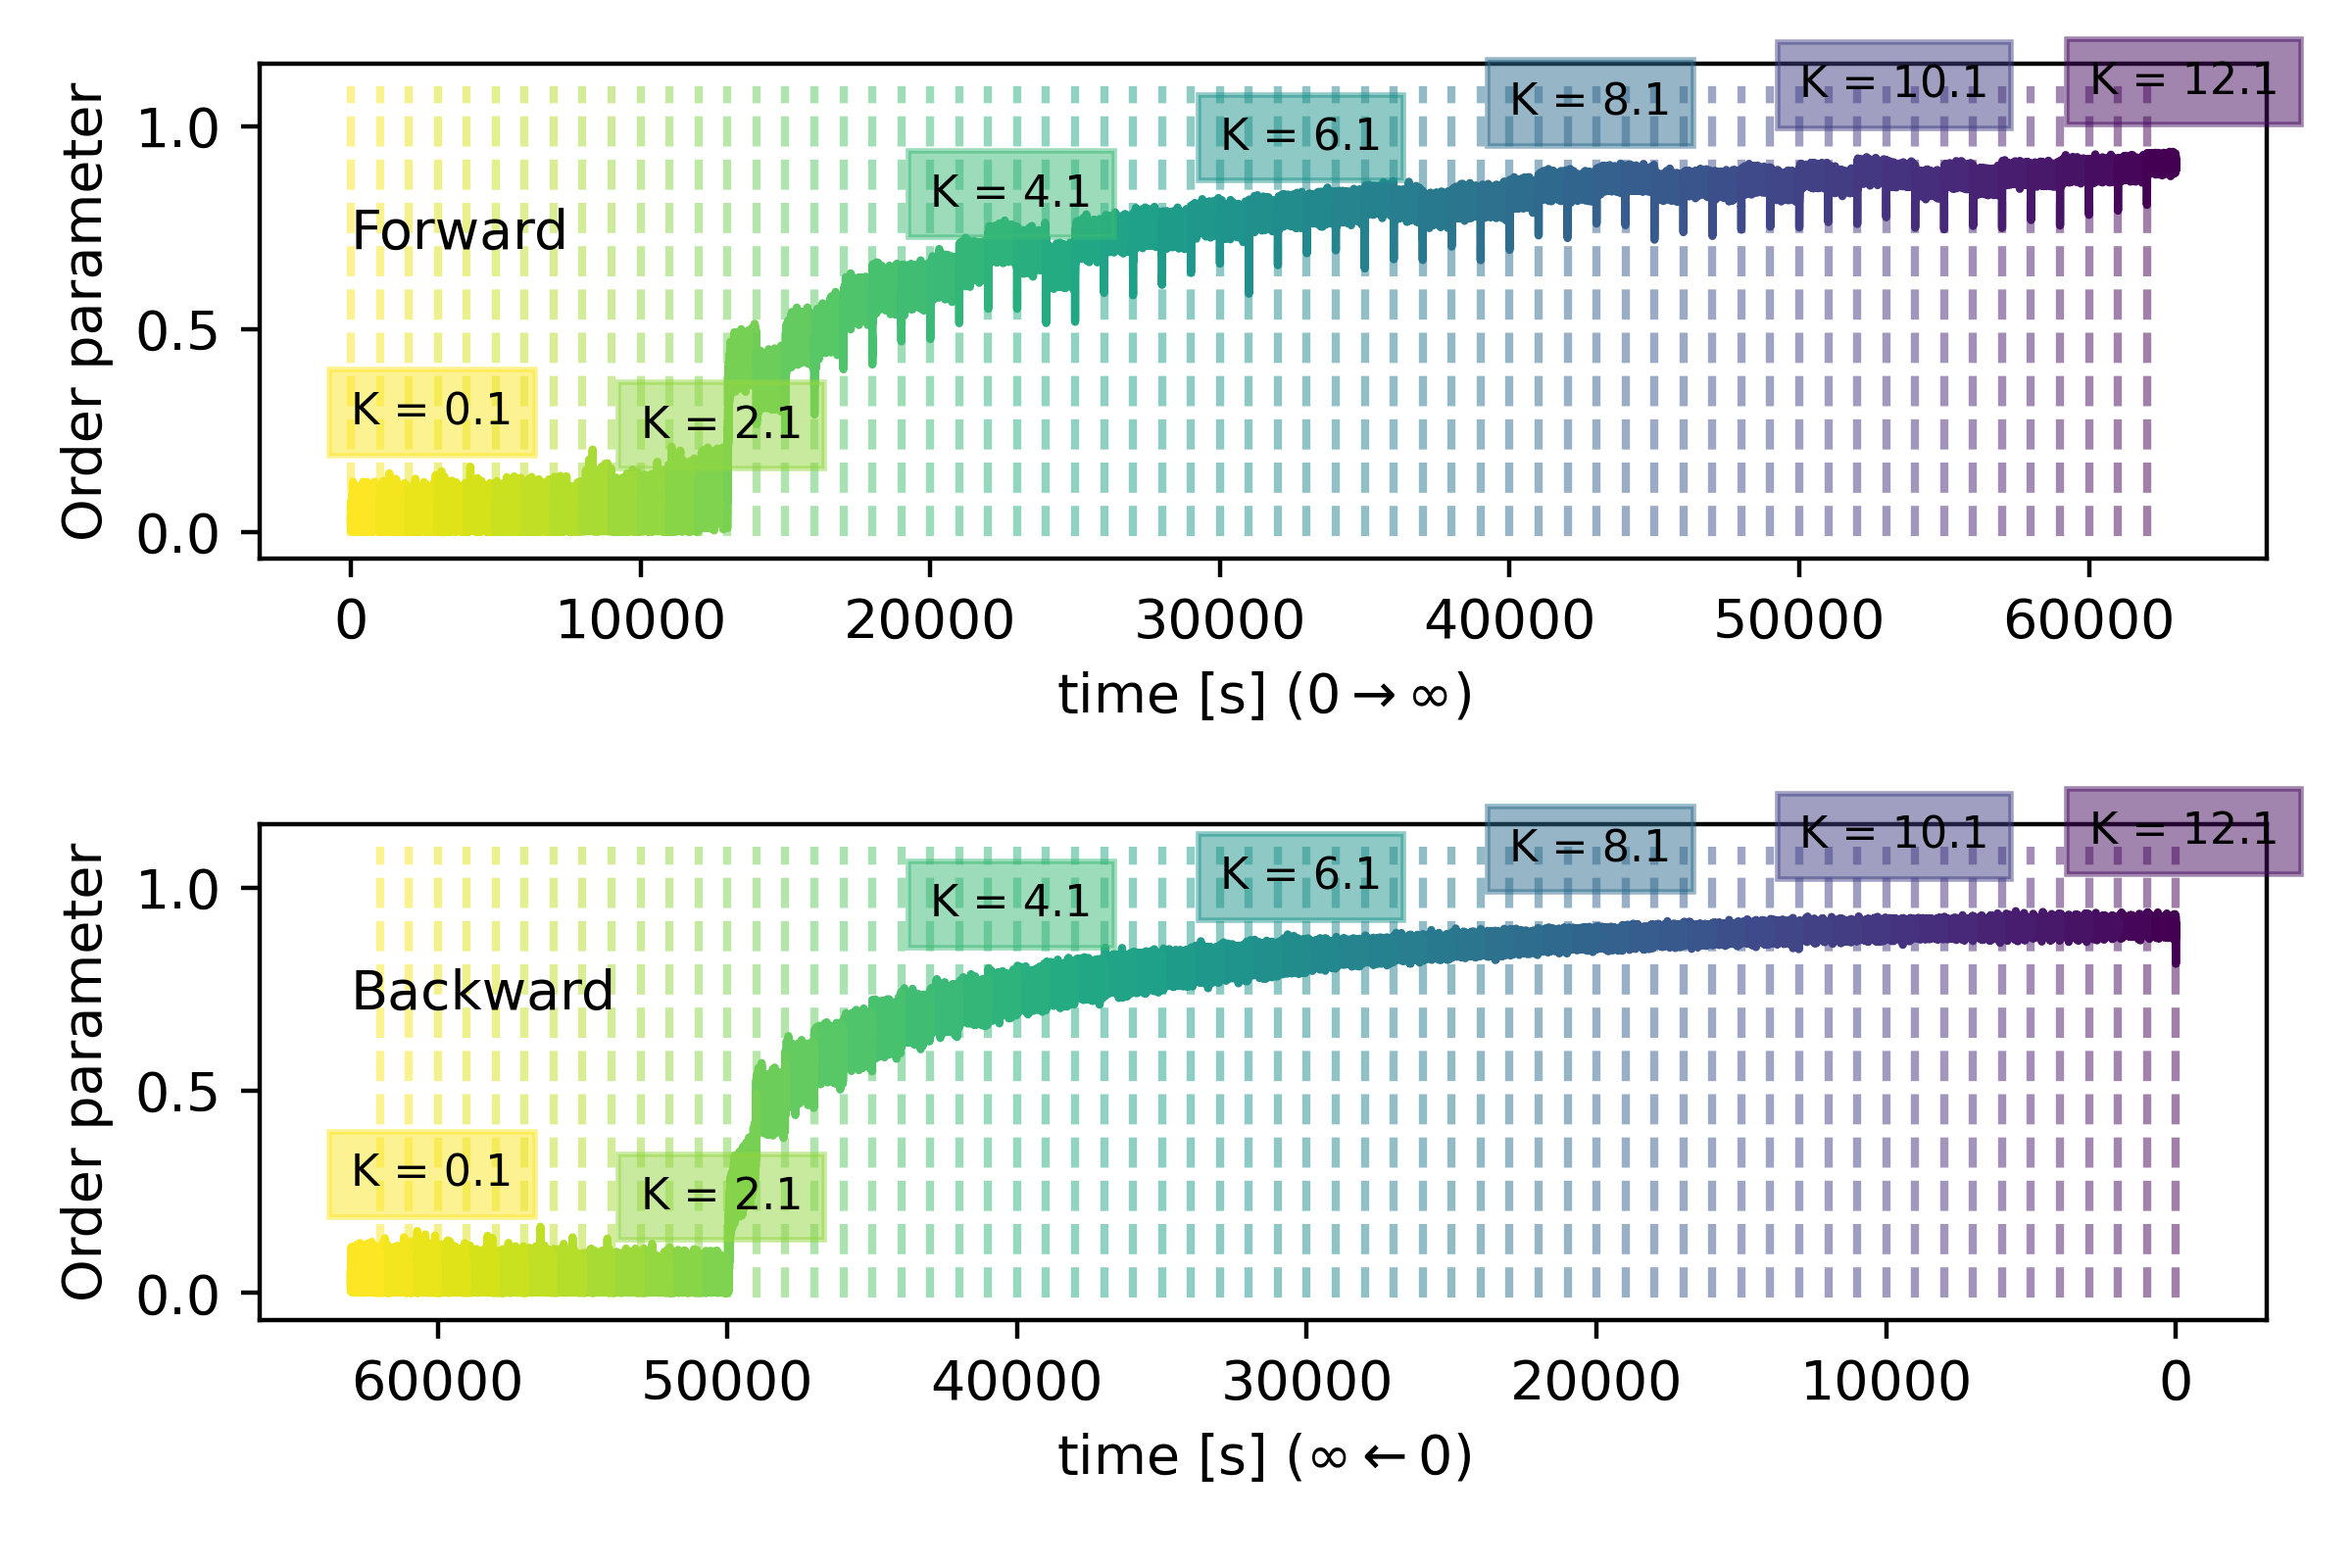 K = 12.1
K = 10.1
K = 8.1
K = 6.1
K = 4.1
K = 2.1
K = 0.1
Forward
Order parameter
1.0
0.5
0.0
0 10000 20000 30000 40000 50000 60000
time [s] (0 → ∞)
K = 12.1
K = 10.1
K = 8.1
K = 6.1
K = 4.1
K = 2.1
K = 0.1
Backward
Order parameter
1.0
0.5
0.0
60000 50000 40000 30000 20000 10000 0
time [s] (∞ ← 0)